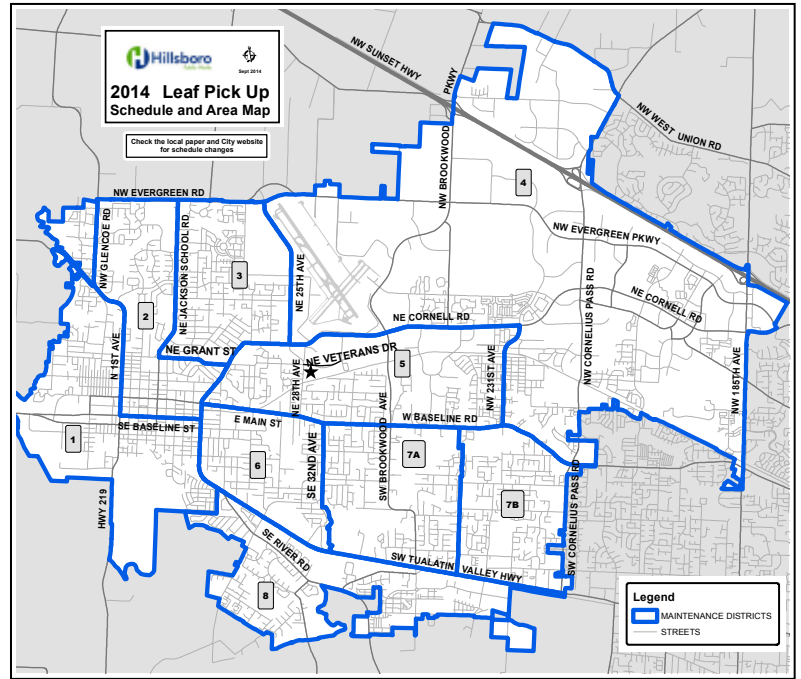 Hillsboro
Public Works
Sept 2014
2014 Leaf Pick Up
Schedule and Area Map
Check the local paper and City website
for schedule changes
NW SUNSET HWY
PKWY
NW BROOKWOOD
NW WEST UNION RD
4
NW EVERGREEN RD
NW GLENCOE RD
NE JACKSON SCHOOL RD
3
NE 25TH AVE
NW EVERGREEN PKWY
NW CORNELIUS PASS RD
NE CORNELL RD
2
N 1ST AVE
NE GRANT ST
NE CORNELL RD
NE VETERANS DR
NE 28TH AVE
5
NW 231ST AVE
NW 185TH AVE
1
SE BASELINE ST
E MAIN ST
W BASELINE RD
6
SE 32ND AVE
SW BROOKWOOD AVE
7A
7B
HWY 219
SE RIVER RD
SW TUALATIN VALLEY HWY
SW CORNELIUS PASS RD
8
Legend
MAINTENANCE DISTRICTS
STREETS